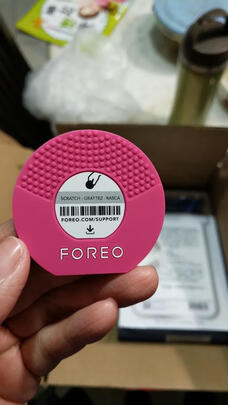 SCRATCH · GRATTEZ · RASCA
FOREO.COM/SUPPORT
FOREO